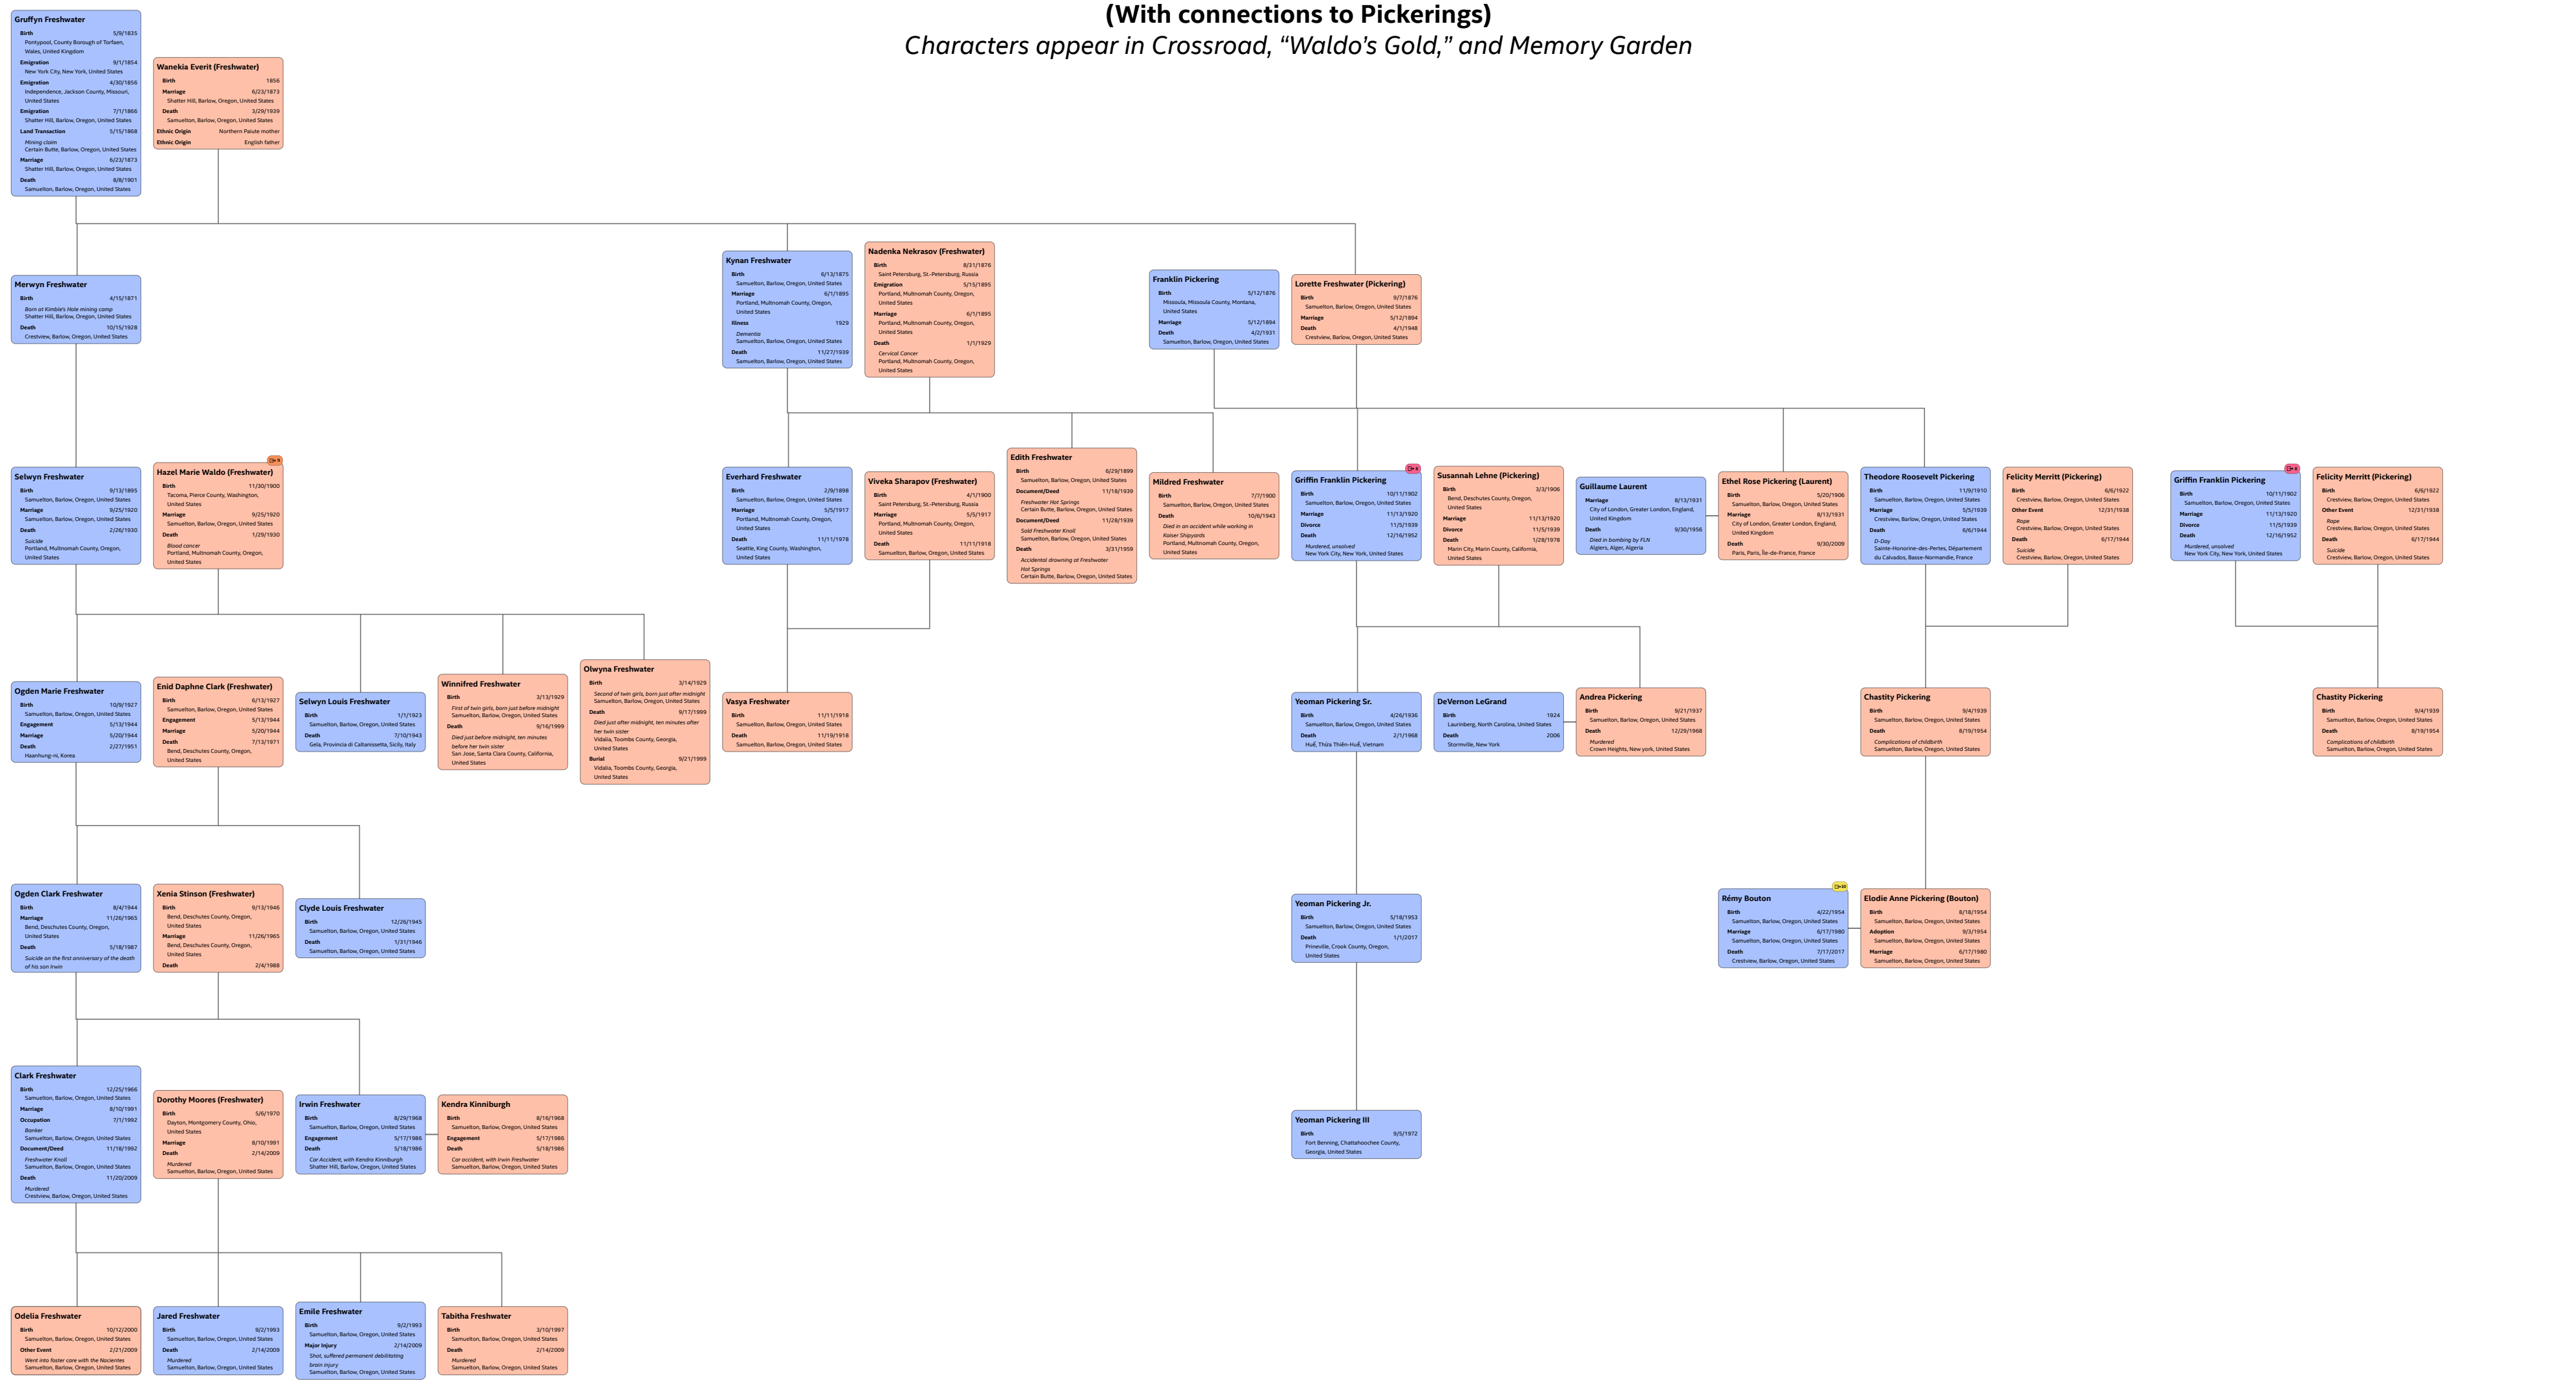 (With connections to Pickerings)
Characters appear in Crossroad, “Waldo’s Gold,” and Memory Garden
Gruffyn Freshwater
Birth 5/9/1835
Pontypool, County Borough of Torfaen,
Wales, United Kingdom
Emigration 9/1/1854
New York City, New York, United States
Emigration 4/30/1856
Independence, Jackson County, Missouri,
United States
Emigration 7/1/1866
Shatter Hill, Barlow, Oregon, United States
Land Transaction 5/15/1868
Mining claim
Certain Butte, Barlow, Oregon, United States
Marriage 6/23/1873
Shatter Hill, Barlow, Oregon, United States
Death 8/8/1901
Samuelton, Barlow, Oregon, United States
Wanekia Everit (Freshwater)
Birth 1856
Marriage 6/23/1873
Shatter Hill, Barlow, Oregon, United States
Death 3/29/1939
Samuelton, Barlow, Oregon, United States
Ethnic Origin Northern Paiute mother
Ethnic Origin English father
Merwyn Freshwater
Birth 4/15/1871
Born at Kimble's Hole mining camp
Shatter Hill, Barlow, Oregon, United States
Death 10/15/1928
Crestview, Barlow, Oregon, United States
Kynan Freshwater
Birth 6/13/1875
Samuelton, Barlow, Oregon, United States
Marriage 6/1/1895
Portland, Multnomah County, Oregon,
United States
Illness 1929
Dementia
Samuelton, Barlow, Oregon, United States
Death 11/27/1939
Samuelton, Barlow, Oregon, United States
Nadenka Nekrasov (Freshwater)
Birth 8/31/1876
Saint Petersburg, St.-Petersburg, Russia
Emigration 5/15/1895
Portland, Multnomah County, Oregon,
United States
Marriage 6/1/1895
Portland, Multnomah County, Oregon,
United States
Death 1/1/1929
Cervical Cancer
Portland, Multnomah County, Oregon,
United States
Franklin Pickering
Birth 5/12/1876
Missoula, Missoula County, Montana,
United States
Marriage 5/12/1894
Death 4/2/1931
Samuelton, Barlow, Oregon, United States
Lorette Freshwater (Pickering)
Birth 9/7/1876
Samuelton, Barlow, Oregon, United States
Marriage 5/12/1894
Death 4/1/1948
Crestview, Barlow, Oregon, United States
Selwyn Freshwater
Birth 9/13/1895
Samuelton, Barlow, Oregon, United States
Marriage 9/25/1920
Samuelton, Barlow, Oregon, United States
Death 2/26/1930
Suicide
Portland, Multnomah County, Oregon,
United States
Hazel Marie Waldo (Freshwater)
Birth 11/30/1900
Tacoma, Pierce County, Washington,
United States
Marriage 9/25/1920
Samuelton, Barlow, Oregon, United States
Death 1/29/1930
Blood cancer
Portland, Multnomah County, Oregon,
United States
Everhard Freshwater
Birth 2/9/1898
Samuelton, Barlow, Oregon, United States
Marriage 5/5/1917
Portland, Multnomah County, Oregon,
United States
Death 11/11/1978
Seattle, King County, Washington,
United States
Viveka Sharapov (Freshwater)
Birth 4/1/1900
Saint Petersburg, St.-Petersburg, Russia
Marriage 5/5/1917
Portland, Multnomah County, Oregon,
United States
Death 11/11/1918
Samuelton, Barlow, Oregon, United States
Edith Freshwater
Birth 6/29/1899
Samuelton, Barlow, Oregon, United States
Document/Deed 11/18/1939
Freshwater Hot Springs
Certain Butte, Barlow, Oregon, United States
Document/Deed 11/28/1939
Sold Freshwater Knoll
Samuelton, Barlow, Oregon, United States
Death 3/31/1959
Accidental drowning at Freshwater
Hot Springs
Certain Butte, Barlow, Oregon, United States
Mildred Freshwater
Birth 7/7/1900
Samuelton, Barlow, Oregon, United States
Death 10/6/1943
Died in an accident while working in
Kaiser Shipyards
Portland, Multnomah County, Oregon,
United States
Griffin Franklin Pickering
Birth 10/11/1902
Samuelton, Barlow, Oregon, United States
Marriage 11/13/1920
Divorce 11/5/1939
Death 12/16/1952
Murdered, unsolved
New York City, New York, United States
Susannah Lehne (Pickering)
Birth 3/3/1906
Bend, Deschutes County, Oregon,
United States
Marriage 11/13/1920
Divorce 11/5/1939
Death 1/28/1978
Marin City, Marin County, California,
United States
Guillaume Laurent
Marriage 8/13/1931
City of London, Greater London, England,
United Kingdom
Death 9/30/1956
Died in bombing by FLN
Algiers, Alger, Algeria
Ethel Rose Pickering (Laurent)
Birth 5/20/1906
Samuelton, Barlow, Oregon, United States
Marriage 8/13/1931
City of London, Greater London, England,
United Kingdom
Death 9/30/2009
Paris, Paris, Île-de-France, France
Theodore Roosevelt Pickering
Birth 11/9/1910
Samuelton, Barlow, Oregon, United States
Marriage 5/5/1939
Crestview, Barlow, Oregon, United States
Death 6/6/1944
D-Day
Sainte-Honorine-des-Pertes, Département
du Calvados, Basse-Normandie, France
Felicity Merritt (Pickering)
Birth 6/6/1922
Crestview, Barlow, Oregon, United States
Other Event 12/31/1938
Rape
Crestview, Barlow, Oregon, United States
Death 6/17/1944
Suicide
Crestview, Barlow, Oregon, United States
Griffin Franklin Pickering
Birth 10/11/1902
Samuelton, Barlow, Oregon, United States
Marriage 11/13/1920
Divorce 11/5/1939
Death 12/16/1952
Murdered, unsolved
New York City, New York, United States
Felicity Merritt (Pickering)
Birth 6/6/1922
Crestview, Barlow, Oregon, United States
Other Event 12/31/1938
Rape
Crestview, Barlow, Oregon, United States
Death 6/17/1944
Suicide
Crestview, Barlow, Oregon, United States
Ogden Marie Freshwater
Birth 10/9/1927
Samuelton, Barlow, Oregon, United States
Engagement 5/13/1944
Marriage 5/20/1944
Death 2/27/1951
Haanhung-ni, Korea
Enid Daphne Clark (Freshwater)
Birth 6/13/1927
Samuelton, Barlow, Oregon, United States
Engagement 5/13/1944
Marriage 5/20/1944
Death 7/13/1971
Bend, Deschutes County, Oregon,
United States
Selwyn Louis Freshwater
Birth 1/1/1923
Samuelton, Barlow, Oregon, United States
Death 7/10/1943
Gela, Provincia di Caltanissetta, Sicily, Italy
Winnifred Freshwater
Birth 3/13/1929
First of twin girls, born just before midnight
Samuelton, Barlow, Oregon, United States
Death 9/16/1999
Died just before midnight, ten minutes
before her twin sister
San Jose, Santa Clara County, California,
United States
Olwyna Freshwater
Birth 3/14/1929
Second of twin girls, born just after midnight
Samuelton, Barlow, Oregon, United States
Death 9/17/1999
Died just after midnight, ten minutes after
her twin sister
Vidalia, Toombs County, Georgia,
United States
Burial 9/21/1999
Vidalia, Toombs County, Georgia,
United States
Vasya Freshwater
Birth 11/11/1918
Samuelton, Barlow, Oregon, United States
Death 11/19/1918
Samuelton, Barlow, Oregon, United States
Yeoman Pickering Sr.
Birth 4/26/1936
Samuelton, Barlow, Oregon, United States
Death 2/1/1968
Huế, Thừa Thiên-Huế, Vietnam
DeVernon LeGrand
Birth 1924
Laurinberg, North Carolina, United States
Death 2006
Stormville, New York
Andrea Pickering
Birth 9/21/1937
Samuelton, Barlow, Oregon, United States
Death 12/29/1968
Murdered
Crown Heights, New york, United States
Chastity Pickering
Birth 9/4/1939
Samuelton, Barlow, Oregon, United States
Death 8/19/1954
Complications of childbirth
Samuelton, Barlow, Oregon, United States
Chastity Pickering
Birth 9/4/1939
Samuelton, Barlow, Oregon, United States
Death 8/19/1954
Complications of childbirth
Samuelton, Barlow, Oregon, United States
Ogden Clark Freshwater
Birth 8/4/1944
Marriage 11/26/1965
Bend, Deschutes County, Oregon,
United States
Death 5/18/1987
Suicide on the first anniversary of the death
of his son Irwin
Xenia Stinson (Freshwater)
Birth 9/13/1946
Bend, Deschutes County, Oregon,
United States
Marriage 11/26/1965
Bend, Deschutes County, Oregon,
United States
Death 2/4/1988
Clyde Louis Freshwater
Birth 12/26/1945
Samuelton, Barlow, Oregon, United States
Death 1/31/1946
Samuelton, Barlow, Oregon, United States
Yeoman Pickering Jr.
Birth 5/18/1953
Samuelton, Barlow, Oregon, United States
Death 1/1/2017
Prineville, Crook County, Oregon,
United States
Rémy Bouton
Birth 4/22/1954
Samuelton, Barlow, Oregon, United States
Marriage 6/17/1980
Samuelton, Barlow, Oregon, United States
Death 7/17/2017
Crestview, Barlow, Oregon, United States
Elodie Anne Pickering (Bouton)
Birth 8/18/1954
Samuelton, Barlow, Oregon, United States
Adoption 9/3/1954
Samuelton, Barlow, Oregon, United States
Marriage 6/17/1980
Samuelton, Barlow, Oregon, United States
Clark Freshwater
Birth 12/25/1966
Samuelton, Barlow, Oregon, United States
Marriage 8/10/1991
Occupation 7/1/1992
Banker
Samuelton, Barlow, Oregon, United States
Document/Deed 11/18/1992
Freshwater Knoll
Samuelton, Barlow, Oregon, United States
Death 11/20/2009
Murdered
Crestview, Barlow, Oregon, United States
Dorothy Moores (Freshwater)
Birth 5/6/1970
Dayton, Montgomery County, Ohio,
United States
Marriage 8/10/1991
Death 2/14/2009
Murdered
Samuelton, Barlow, Oregon, United States
Irwin Freshwater
Birth 8/29/1968
Samuelton, Barlow, Oregon, United States
Engagement 5/17/1986
Death 5/18/1986
Car Accident, with Kendra Kinniburgh
Shatter Hill, Barlow, Oregon, United States
Kendra Kinniburgh
Birth 8/16/1968
Samuelton, Barlow, Oregon, United States
Engagement 5/17/1986
Death 5/18/1986
Car accident, with Irwin Freshwater
Samuelton, Barlow, Oregon, United States
Yeoman Pickering III
Birth 9/5/1972
Fort Benning, Chattahoochee County,
Georgia, United States
Odelia Freshwater
Birth 10/12/2000
Samuelton, Barlow, Oregon, United States
Other Event 2/21/2009
Went into foster care with the Nacientes
Samuelton, Barlow, Oregon, United States
Jared Freshwater
Birth 9/2/1993
Samuelton, Barlow, Oregon, United States
Death 2/14/2009
Murdered
Samuelton, Barlow, Oregon, United States
Emile Freshwater
Birth 9/2/1993
Samuelton, Barlow, Oregon, United States
Major Injury 2/14/2009
Shot, suffered permanent debilitating
brain injury
Samuelton, Barlow, Oregon, United States
Tabitha Freshwater
Birth 3/10/1997
Samuelton, Barlow, Oregon, United States
Death 2/14/2009
Murdered
Samuelton, Barlow, Oregon, United States